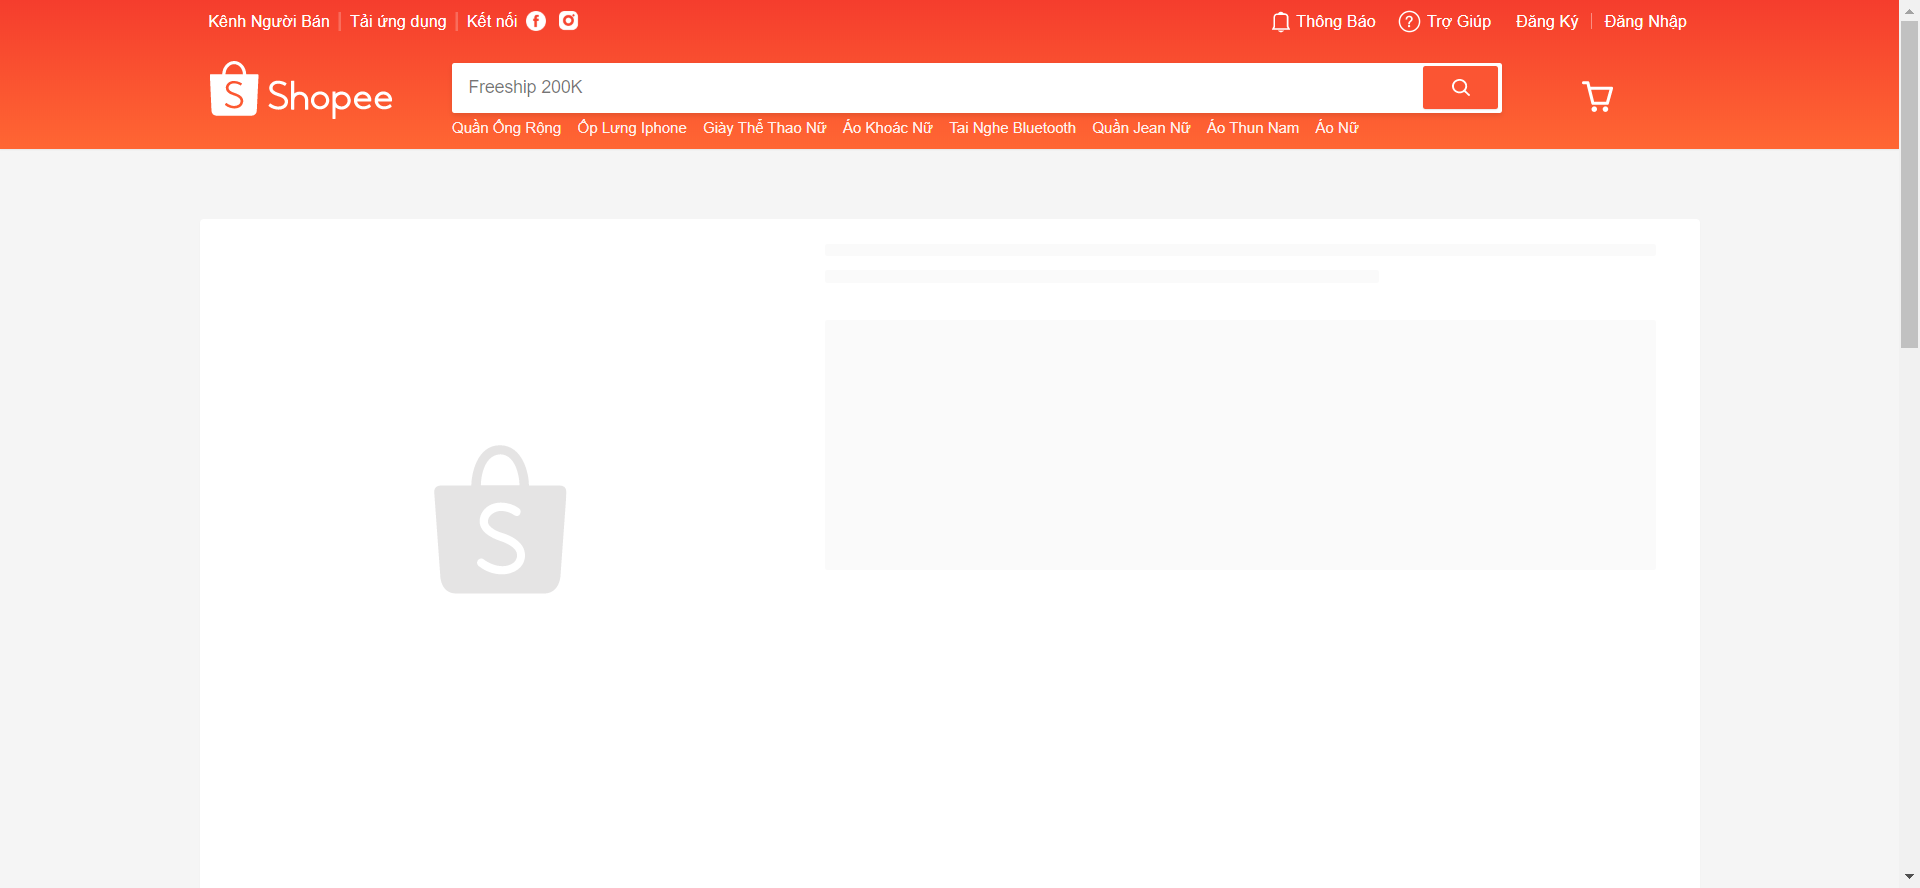 Kênh Người Bán Tải ứng dụng Kết nối Thông Báo Trợ Giúp Đăng Ký Đăng Nhập
Shopee
Freeship 200K
Quần Ống Rộng Ốp Lưng Iphone Giày Thể Thao Nữ Áo Khoác Nữ Tai Nghe Bluetooth Quần Jean Nữ Áo Thun Nam Áo Nữ